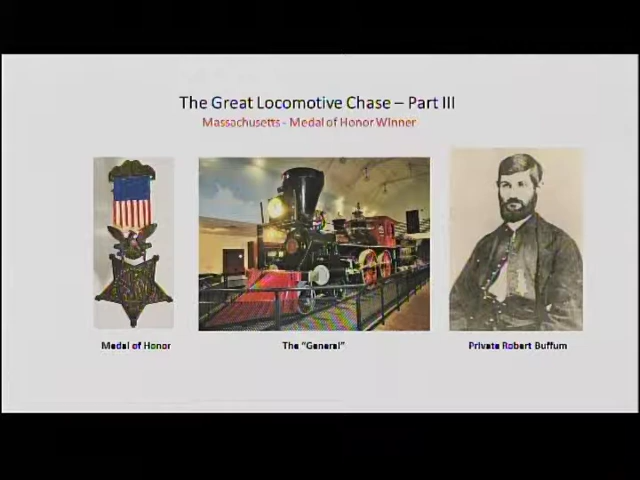 The Great Locomotive Chase – Part III
Massachusetts - Medal of Honor Winner
Medal of Honor
The "General"
Private Robert Buffum